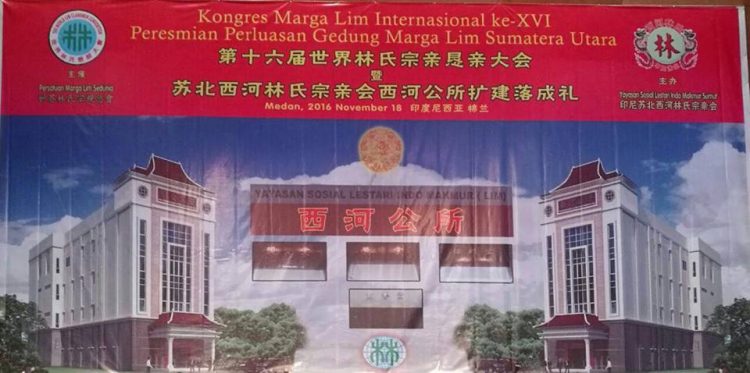 Kongres Marga Lim Internasional ke-XVI
Peresmian Perluasan Gedung Marga Lim Sumatera Utara
第十六届世界林氏宗亲恳亲大会
暨
苏北西河林氏宗亲会西河公所扩建落成礼
Medan, 2016 November 18 印度尼西亚 棉兰
主催
Persatuan Marga Lim Sedunia
林
主办
Yayasan Sosial Lestari Indo Makmur Sumut
印尼苏北西河林氏宗亲会
YAYASAN SOSIAL LESTARI INDO MAKMUR ( LIM )
西河公所